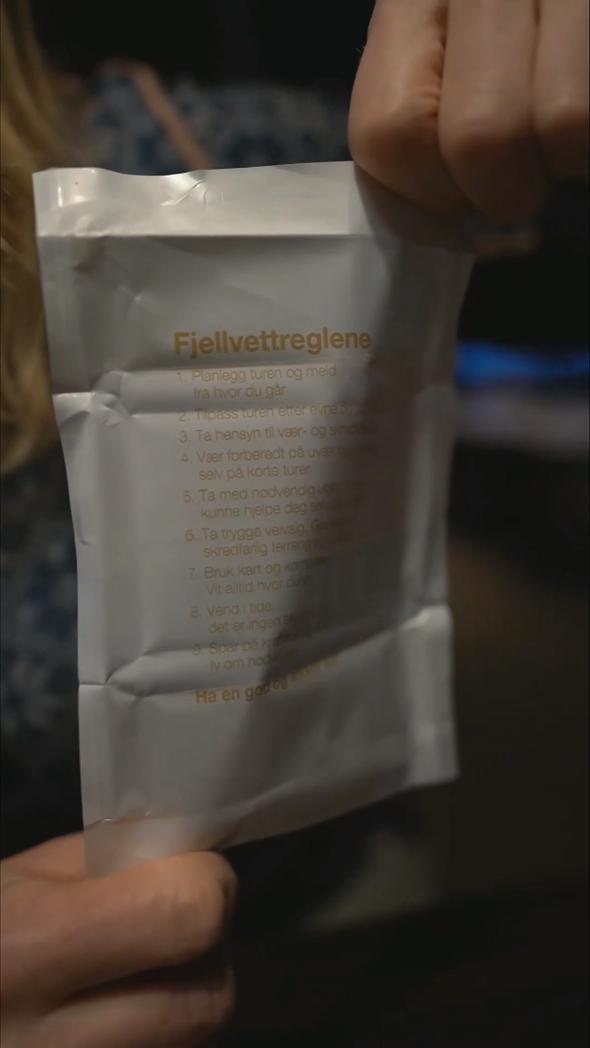 Fjellvettreglene
1. Planlegg turen og meld
fra hvor du går
2. Tilpass turen etter evne
3. Ta hensyn til vær- og
4. Vær forberedt på uvær
selv på korte turer
5. Ta med nødvendig
kunne hjelpe deg
6. Ta trygge veivalg.
skredfarlig terreng
7. Bruk kart og
Vit alltid hvor du
8. Vend i tide,
det er ingen
9. Spar på
ly om
Ha en god og